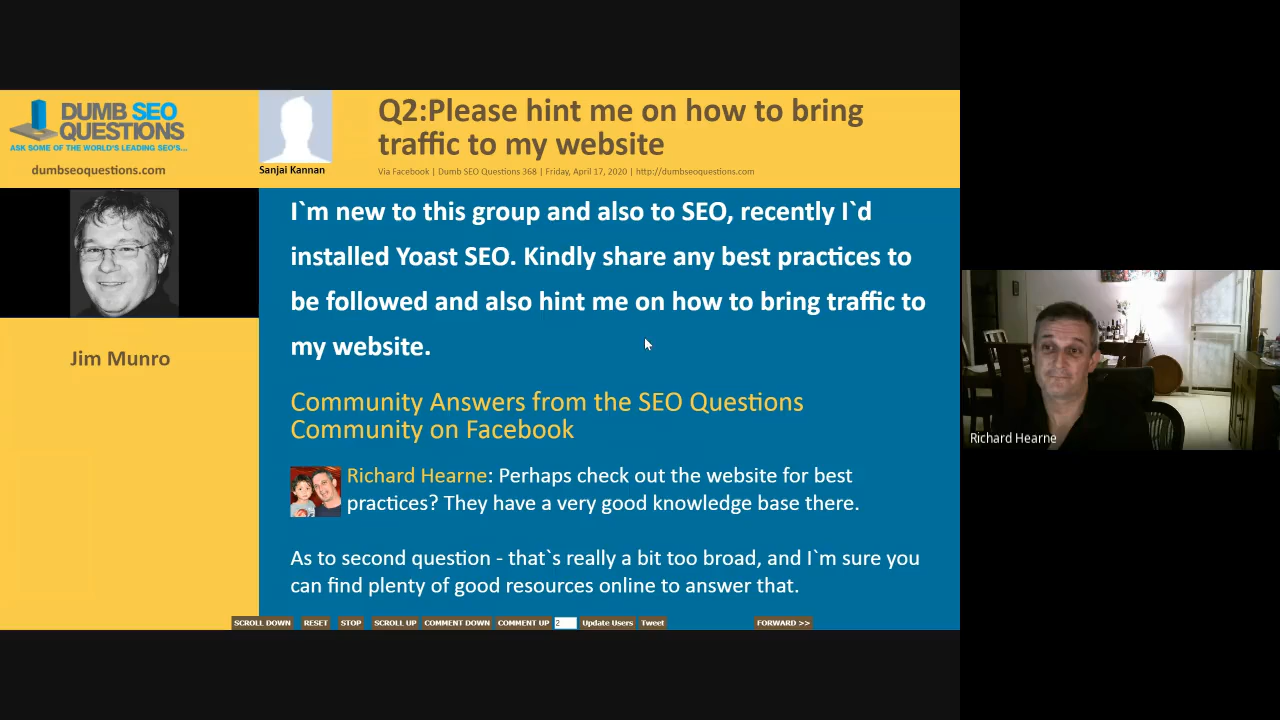 DUMB SEO
QUESTIONS
ASK SOME OF THE WORLD'S LEADING SEO's...
dumbseoquestions.com
Sanjai Kannan
Q2:Please hint me on how to bring
traffic to my website
Via Facebook | Dumb SEO Questions 368 | Friday, April 17, 2020 | http://dumbseoquestions.com
Jim Munro
I`m new to this group and also to SEO, recently I`d
installed Yoast SEO. Kindly share any best practices to
be followed and also hint me on how to bring traffic to
my website.
Community Answers from the SEO Questions
Community on Facebook
Richard Hearne: Perhaps check out the website for best
practices? They have a very good knowledge base there.
As to second question - that`s really a bit too broad, and I`m sure you
can find plenty of good resources online to answer that.
SCROLL DOWN RESET STOP SCROLL UP COMMENT DOWN COMMENT UP 2 Update Users Tweet FORWARD >>
Richard Hearne